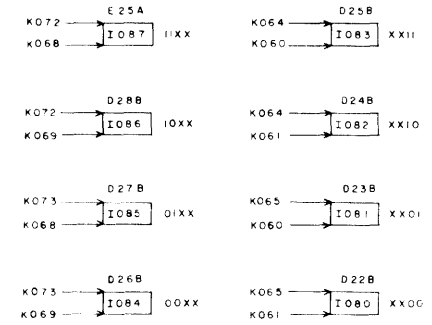 E25A
K072
I087
11XX
K068
D25B
K064
I083
XX11
K060
D28B
K072
I086
10XX
K069
D24B
K064
I082
XX10
K061
D27B
K073
I085
01XX
K068
D23B
K065
I081
XX01
K060
D26B
K073
I084
00XX
K069
D22B
K065
I080
XX00
K061